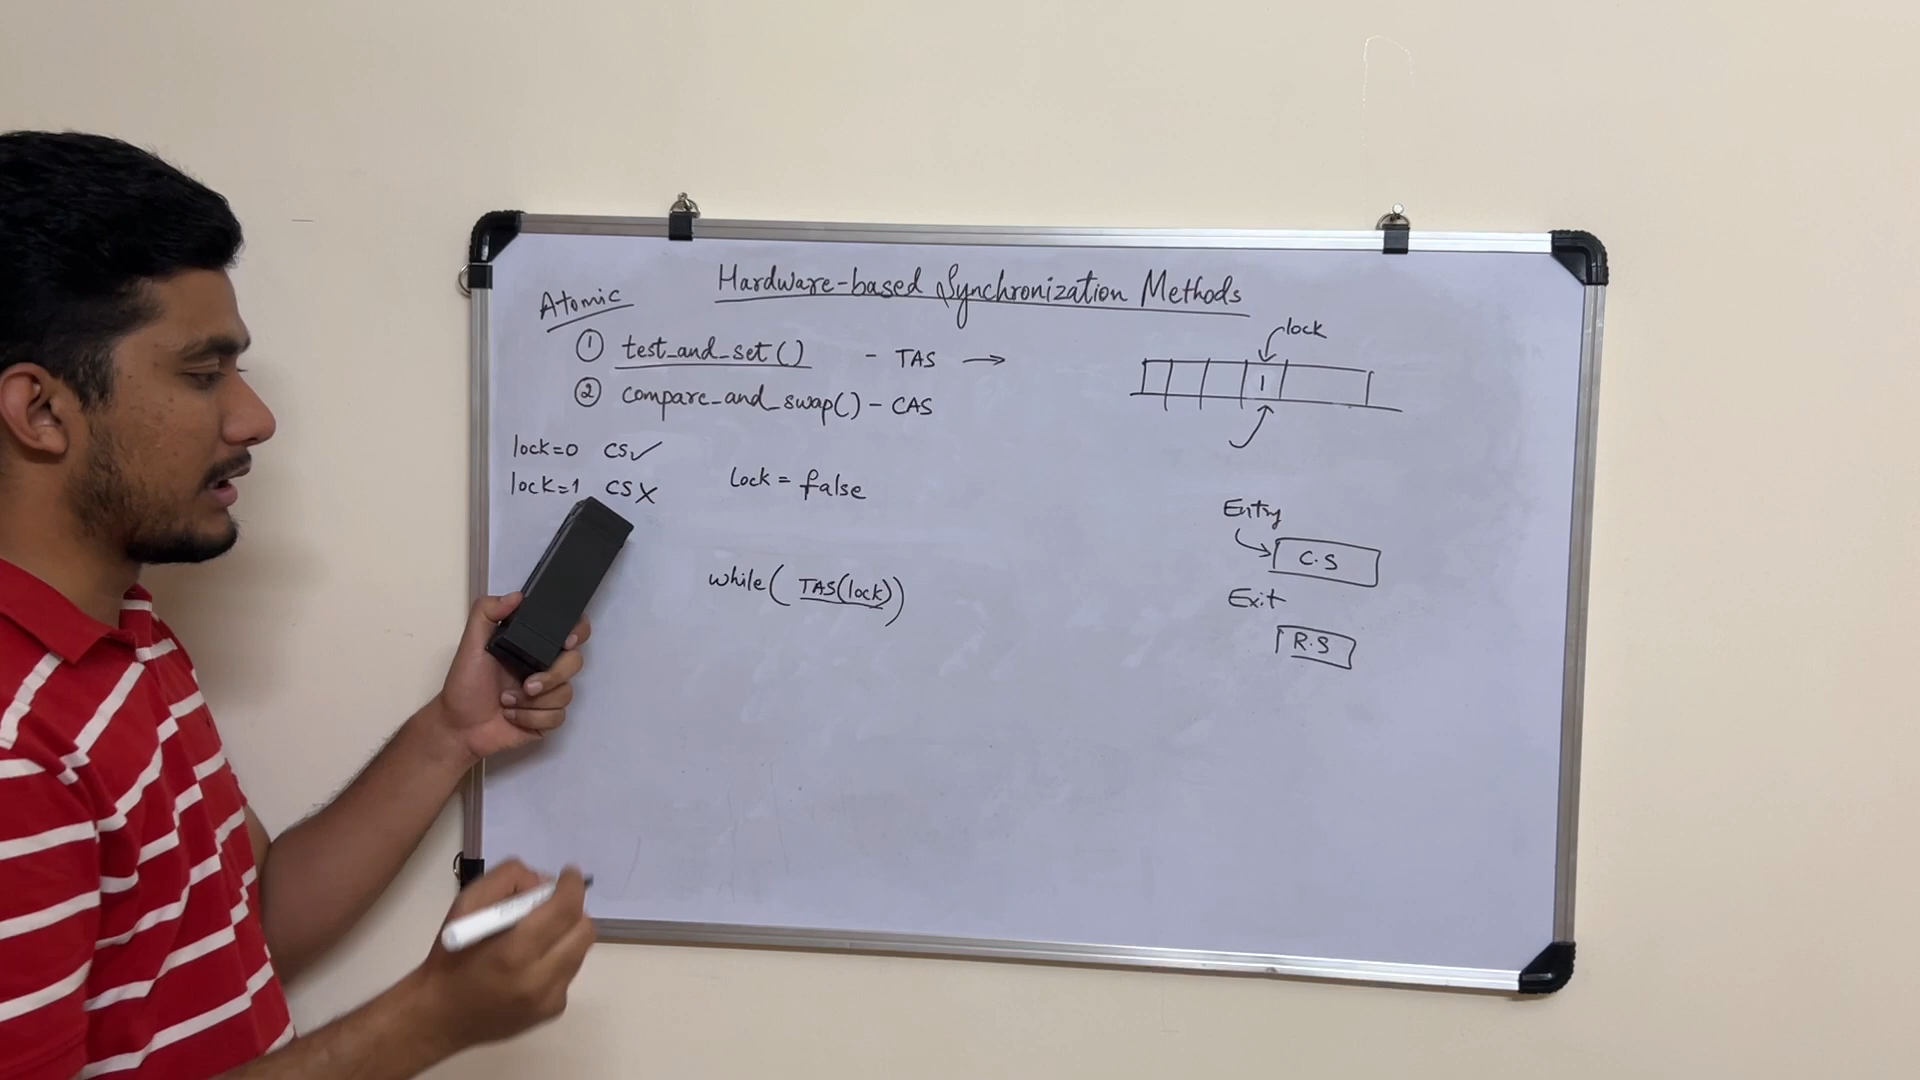 Hardware-based Synchronization Methods
Atomic
① test_and_set() - TAS →
② compare_and_swap() - CAS
lock
1
lock=0 CS✓
lock=1 CS X
lock = false
while( TAS(lock))
Entry
C.S
Exit
R.S